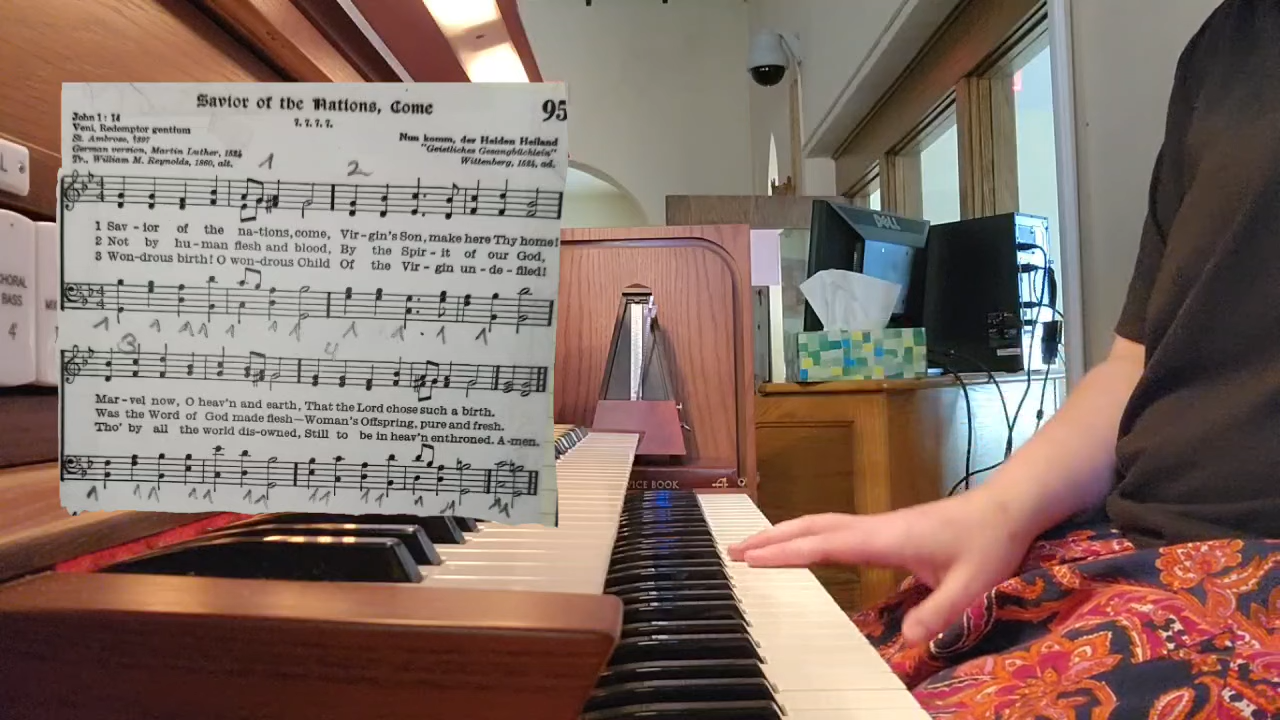 Savior of the Nations, Come
95
7. 7. 7. 7.
John 1 : 14
Veni, Redemptor gentium
St. Ambrose, †397
German version, Martin Luther, 1524
Tr., William M. Reynolds, 1860, alt.
Nun komm, der Heiden Heiland
"Geistliches Gesangbüchlein"
Wittenberg, 1524, ad.
1 2
1 Sav - ior of the na-tions, come, Vir-gin's Son, make here Thy home!
2 Not by hu - man flesh and blood, By the Spir - it of our God,
3 Won-drous birth! O won-drous Child Of the Vir - gin un - de - filed!
3 4
Mar-vel now, O heav'n and earth, That the Lord chose such a birth.
Was the Word of God made flesh—Woman's Offspring, pure and fresh.
Tho' by all the world dis-owned, Still to be in heav'n enthroned. A-men.
L
CHORAL
BASS
4'
DELL
VICE BOOK